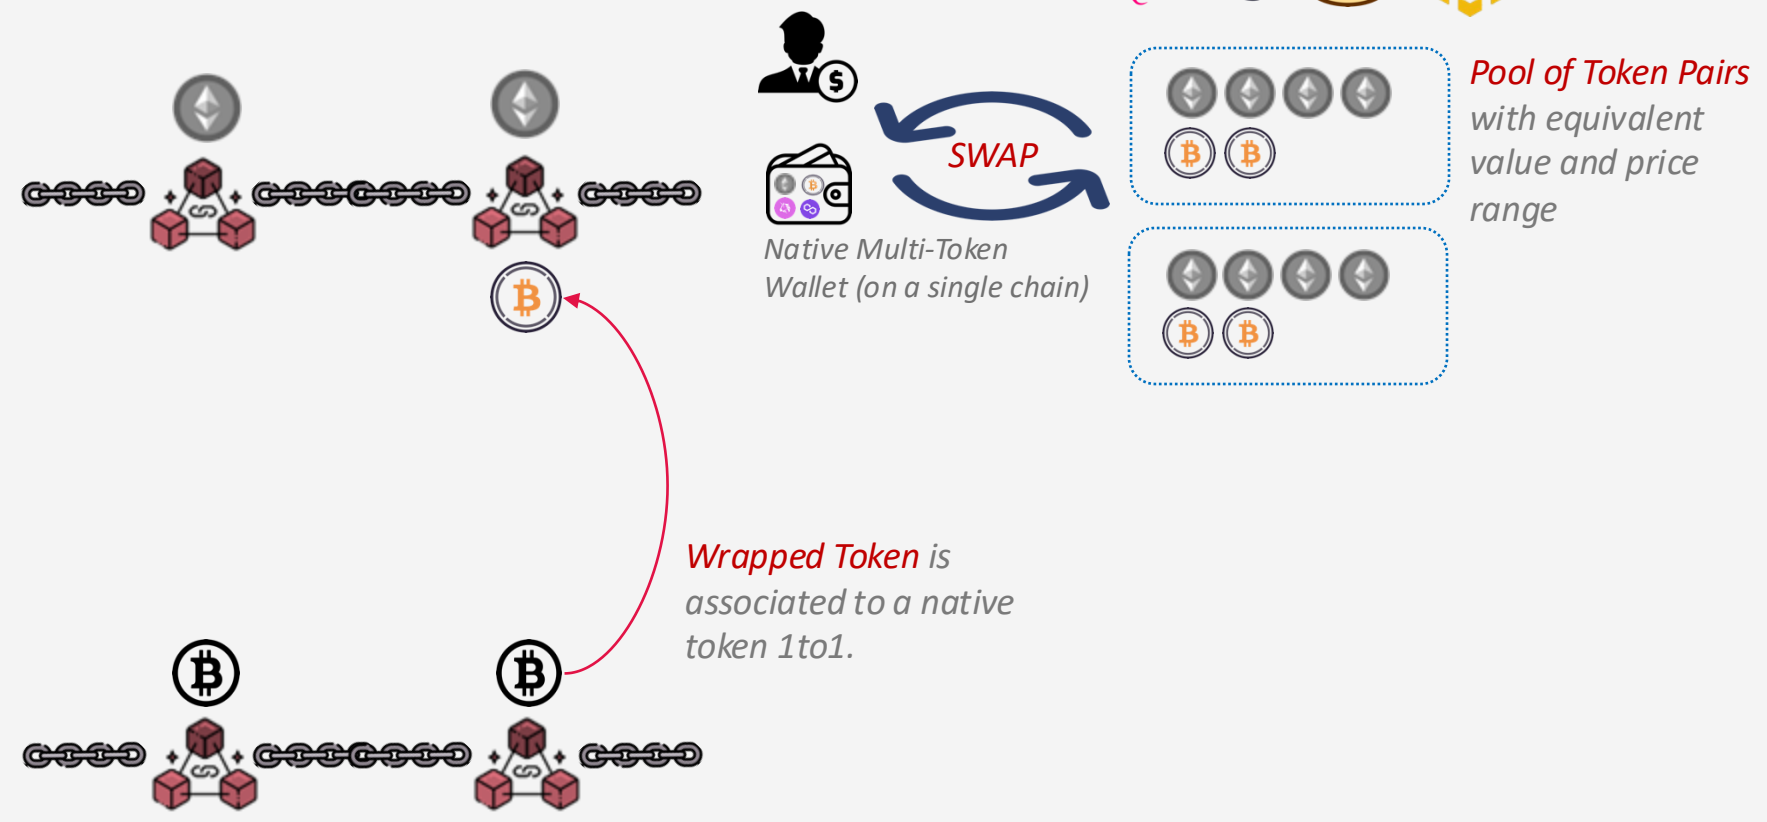 SWAP
Native Multi-Token
Wallet (on a single chain)
Pool of Token Pairs
with equivalent
value and price
range
Wrapped Token is
associated to a native
token 1to1.